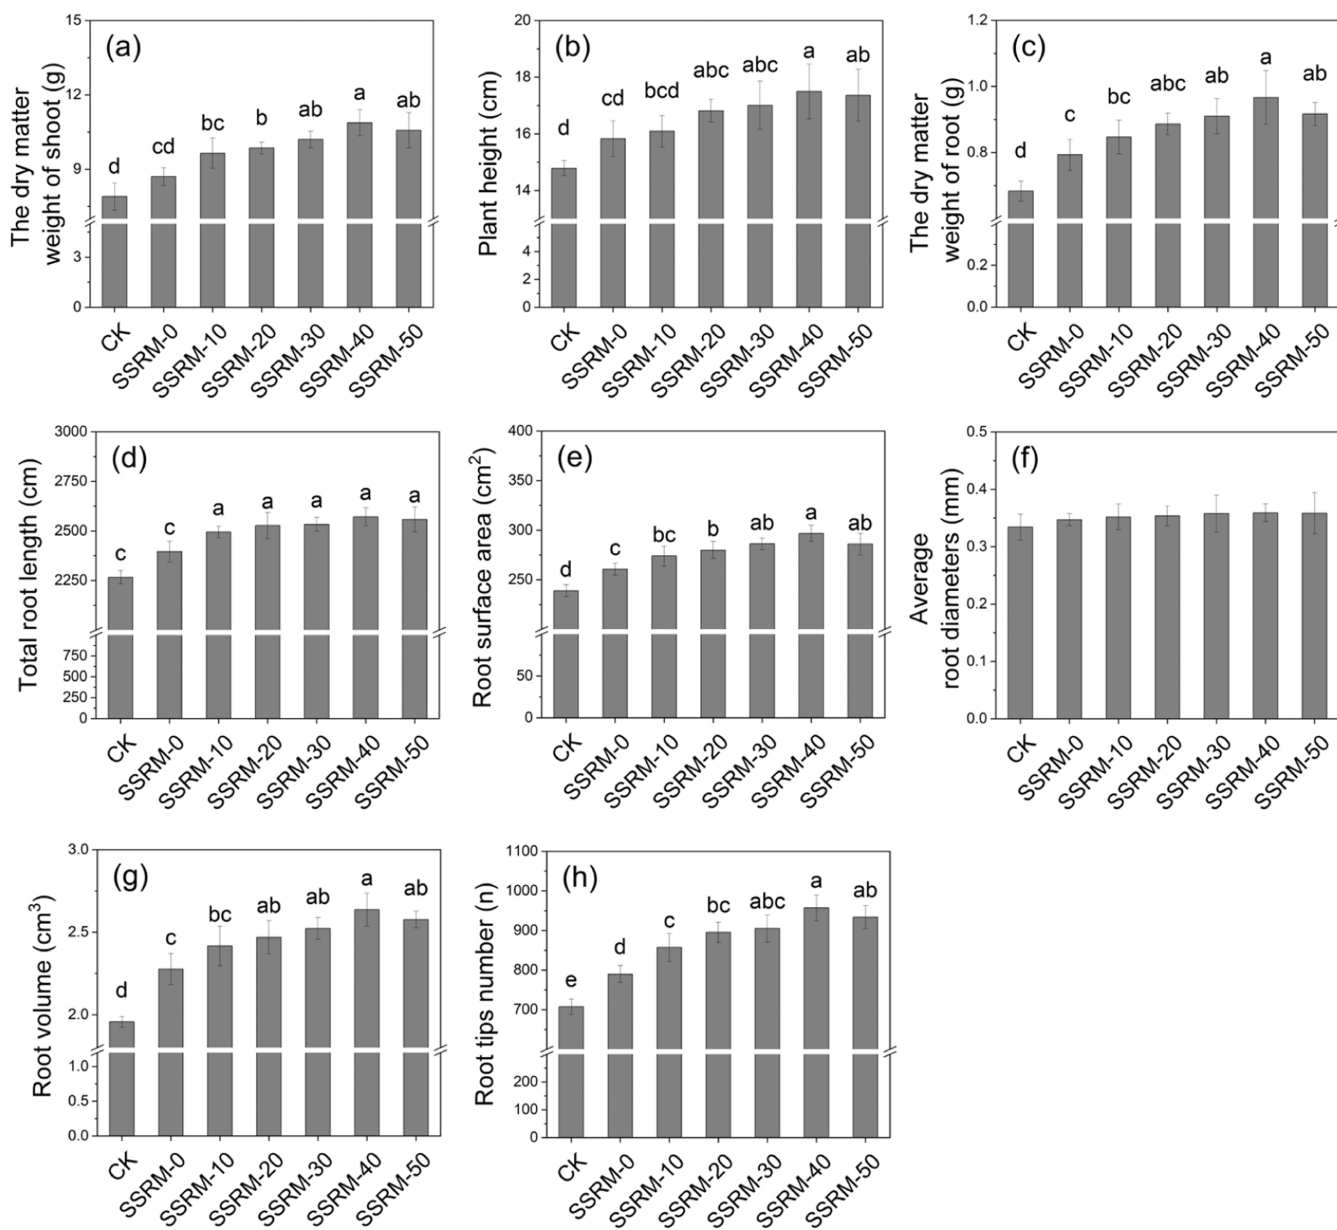 (a)
The dry matter
weight of shoot (g)
15
12
9
3
0
d
cd
bc
b
ab
a
ab
CK
SSRM-0
SSRM-10
SSRM-20
SSRM-30
SSRM-40
SSRM-50
(b)
Plant height (cm)
20
18
16
14
6
4
2
0
d
cd
bcd
abc
abc
a
ab
CK
SSRM-0
SSRM-10
SSRM-20
SSRM-30
SSRM-40
SSRM-50
(c)
The dry matter
weight of root (g)
1.2
1.0
0.8
0.2
0.0
d
c
bc
abc
ab
a
ab
CK
SSRM-0
SSRM-10
SSRM-20
SSRM-30
SSRM-40
SSRM-50
(d)
Total root length (cm)
3000
2750
2500
2250
750
500
250
0
c
c
a
a
a
a
a
CK
SSRM-0
SSRM-10
SSRM-20
SSRM-30
SSRM-40
SSRM-50
(e)
Root surface area (cm²)
400
350
300
250
50
0
d
c
bc
b
ab
a
ab
CK
SSRM-0
SSRM-10
SSRM-20
SSRM-30
SSRM-40
SSRM-50
(f)
Average
root diameters (mm)
0.5
0.4
0.3
0.2
0.1
0.0
CK
SSRM-0
SSRM-10
SSRM-20
SSRM-30
SSRM-40
SSRM-50
(g)
Root volume (cm³)
3.0
2.5
2.0
1.0
0.5
0.0
d
c
bc
ab
ab
a
ab
CK
SSRM-0
SSRM-10
SSRM-20
SSRM-30
SSRM-40
SSRM-50
(h)
Root tips number (n)
1100
1000
900
800
700
200
100
0
e
d
c
bc
abc
a
ab
CK
SSRM-0
SSRM-10
SSRM-20
SSRM-30
SSRM-40
SSRM-50